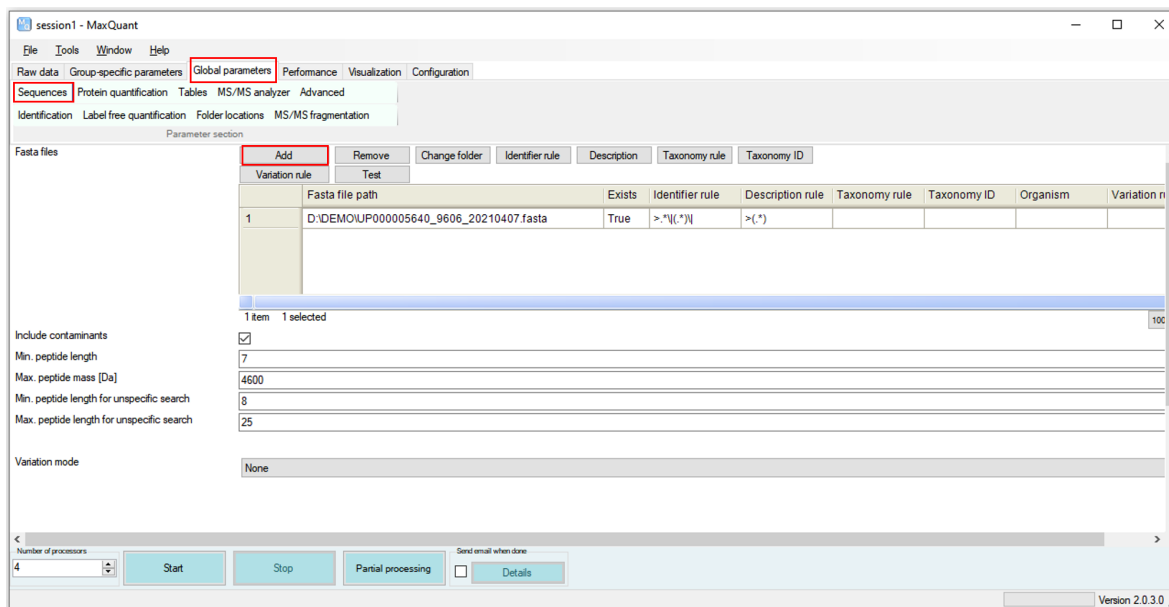 session1 - MaxQuant
File Tools Window Help
Raw data Group-specific parameters Global parameters Performance Visualization Configuration
Sequences Protein quantification Tables MS/MS analyzer Advanced
Identification Label free quantification Folder locations MS/MS fragmentation
Parameter section
Fasta files
Add Remove Change folder Identifier rule Description Taxonomy rule Taxonomy ID
Variation rule Test
Fasta file path Exists Identifier rule Description rule Taxonomy rule Taxonomy ID Organism Variation ru
1 D:\DEMO\UP000005640_9606_20210407.fasta True >.*\|(.*)\| >(.*)
1 item 1 selected
100
Include contaminants
Min. peptide length 7
Max. peptide mass [Da] 4600
Min. peptide length for unspecific search 8
Max. peptide length for unspecific search 25
Variation mode None
Number of processors Send email when done
4 Start Stop Partial processing Details
Version 2.0.3.0